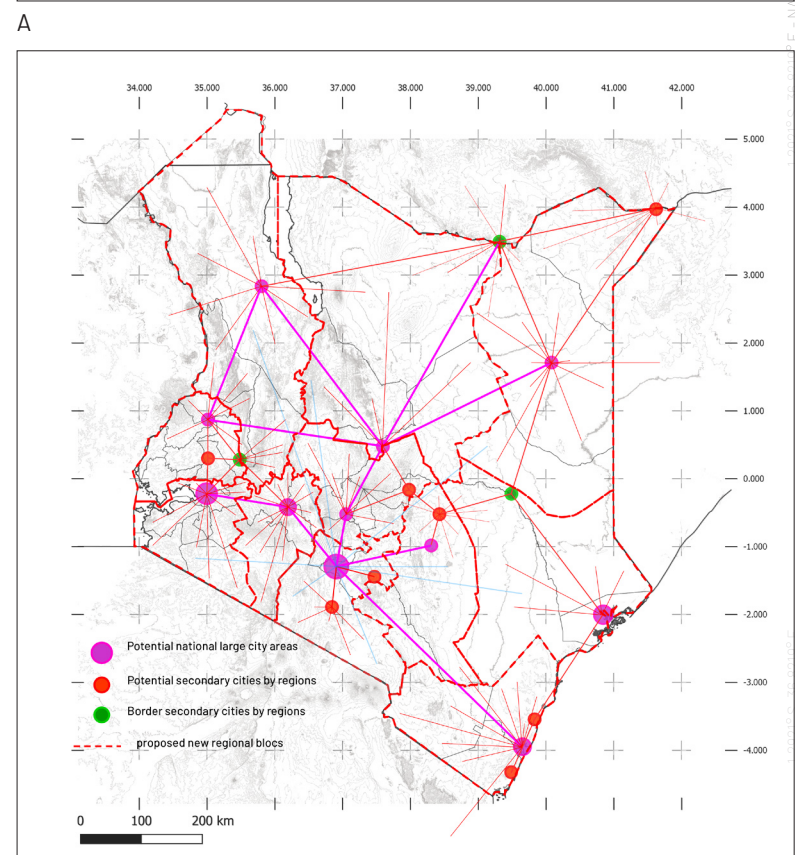 A
34.000 35.000 36.000 37.000 38.000 39.000 40.000 41.000 42.000
5.000
4.000
3.000
2.000
1.000
0.000
-1.000
-2.000
-3.000
-4.000
Potential national large city areas
Potential secondary cities by regions
Border secondary cities by regions
proposed new regional blocs
0 100 200 km